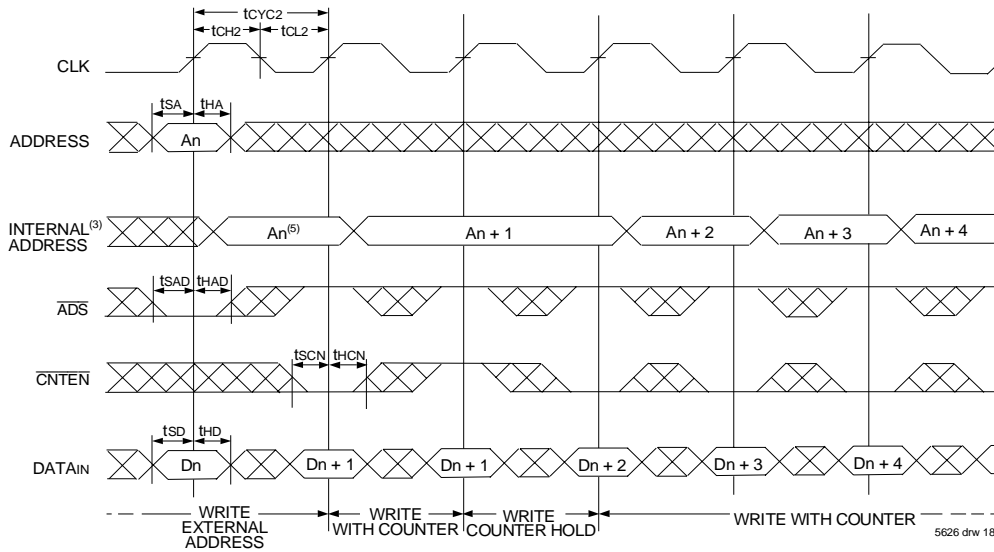 tCYC2
tCH2 tCL2
CLK
tSA tHA
ADDRESS An
INTERNAL(3) ADDRESS An(5) An + 1 An + 2 An + 3 An + 4
tSAD tHAD
ADS
tSCN tHCN
CNTEN
tSD tHD
DATAIN Dn Dn + 1 Dn + 1 Dn + 2 Dn + 3 Dn + 4
WRITE EXTERNAL ADDRESS
WRITE WITH COUNTER
WRITE COUNTER HOLD
WRITE WITH COUNTER
5626 drw 18